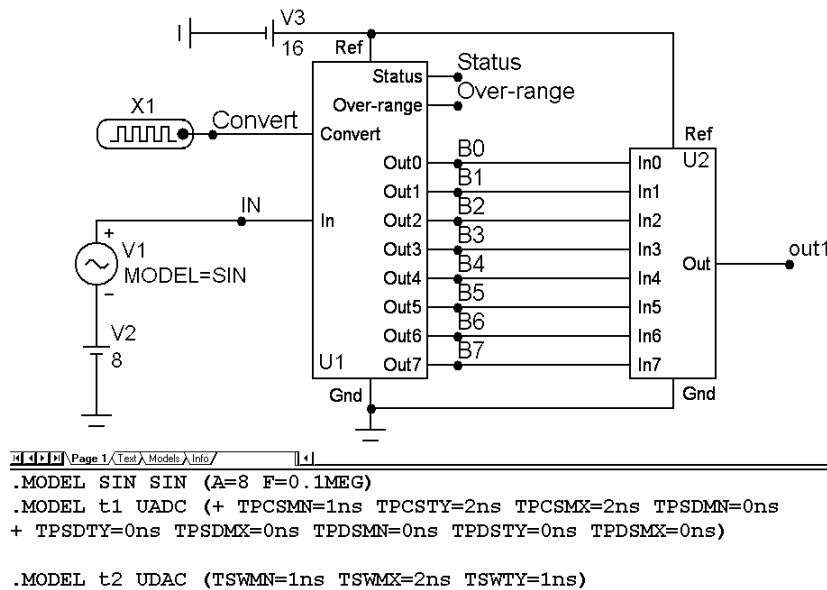 V3
16
Ref
Status
Status
Over-range
Over-range
X1
Convert
Convert
Ref
B0
Out0
In0
U2
B1
Out1
In1
IN
In
B2
Out2
In2
V1
MODEL=SIN
B3
Out3
In3
out1
Out
B4
Out4
In4
B5
Out5
In5
V2
8
B6
Out6
In6
B7
U1
Out7
In7
Gnd
Gnd
Page 1 Text Models Info
.MODEL SIN SIN (A=8 F=0.1MEG)
.MODEL t1 UADC (+ TPCSMN=1ns TPCSTY=2ns TPCSMX=2ns TPSDMN=0ns
+ TPSDTY=0ns TPSDMX=0ns TPDSMN=0ns TPDSTY=0ns TPDSMX=0ns)
.MODEL t2 UDAC (TSWMN=1ns TSWMX=2ns TSWTY=1ns)